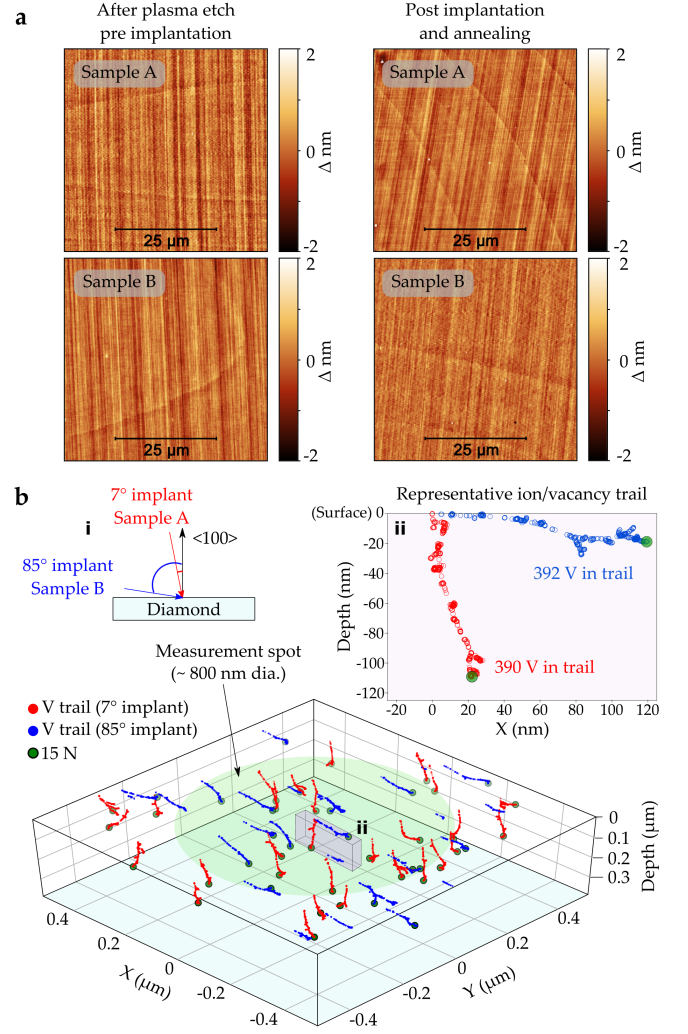 a
After plasma etch
pre implantation
Post implantation
and annealing
Sample A
25 µm
2
0
-2
Δ nm
Sample A
25 µm
2
0
-2
Δ nm
Sample B
25 µm
2
0
-2
Δ nm
Sample B
25 µm
2
0
-2
Δ nm
b
i
7° implant
Sample A
<100>
85° implant
Sample B
Diamond
Representative ion/vacancy trail
ii
(Surface) 0
-20
-40
-60
-80
-100
-120
Depth (nm)
392 V in trail
390 V in trail
-20 0 20 40 60 80 100 120
X (nm)
Measurement spot
(~ 800 nm dia.)
V trail (7° implant)
V trail (85° implant)
15 N
ii
0
0.1
0.2
0.3
Depth (µm)
0.4
0.2
0
-0.2
-0.4
X (µm)
0.4
0.2
0
-0.2
-0.4
Y (µm)